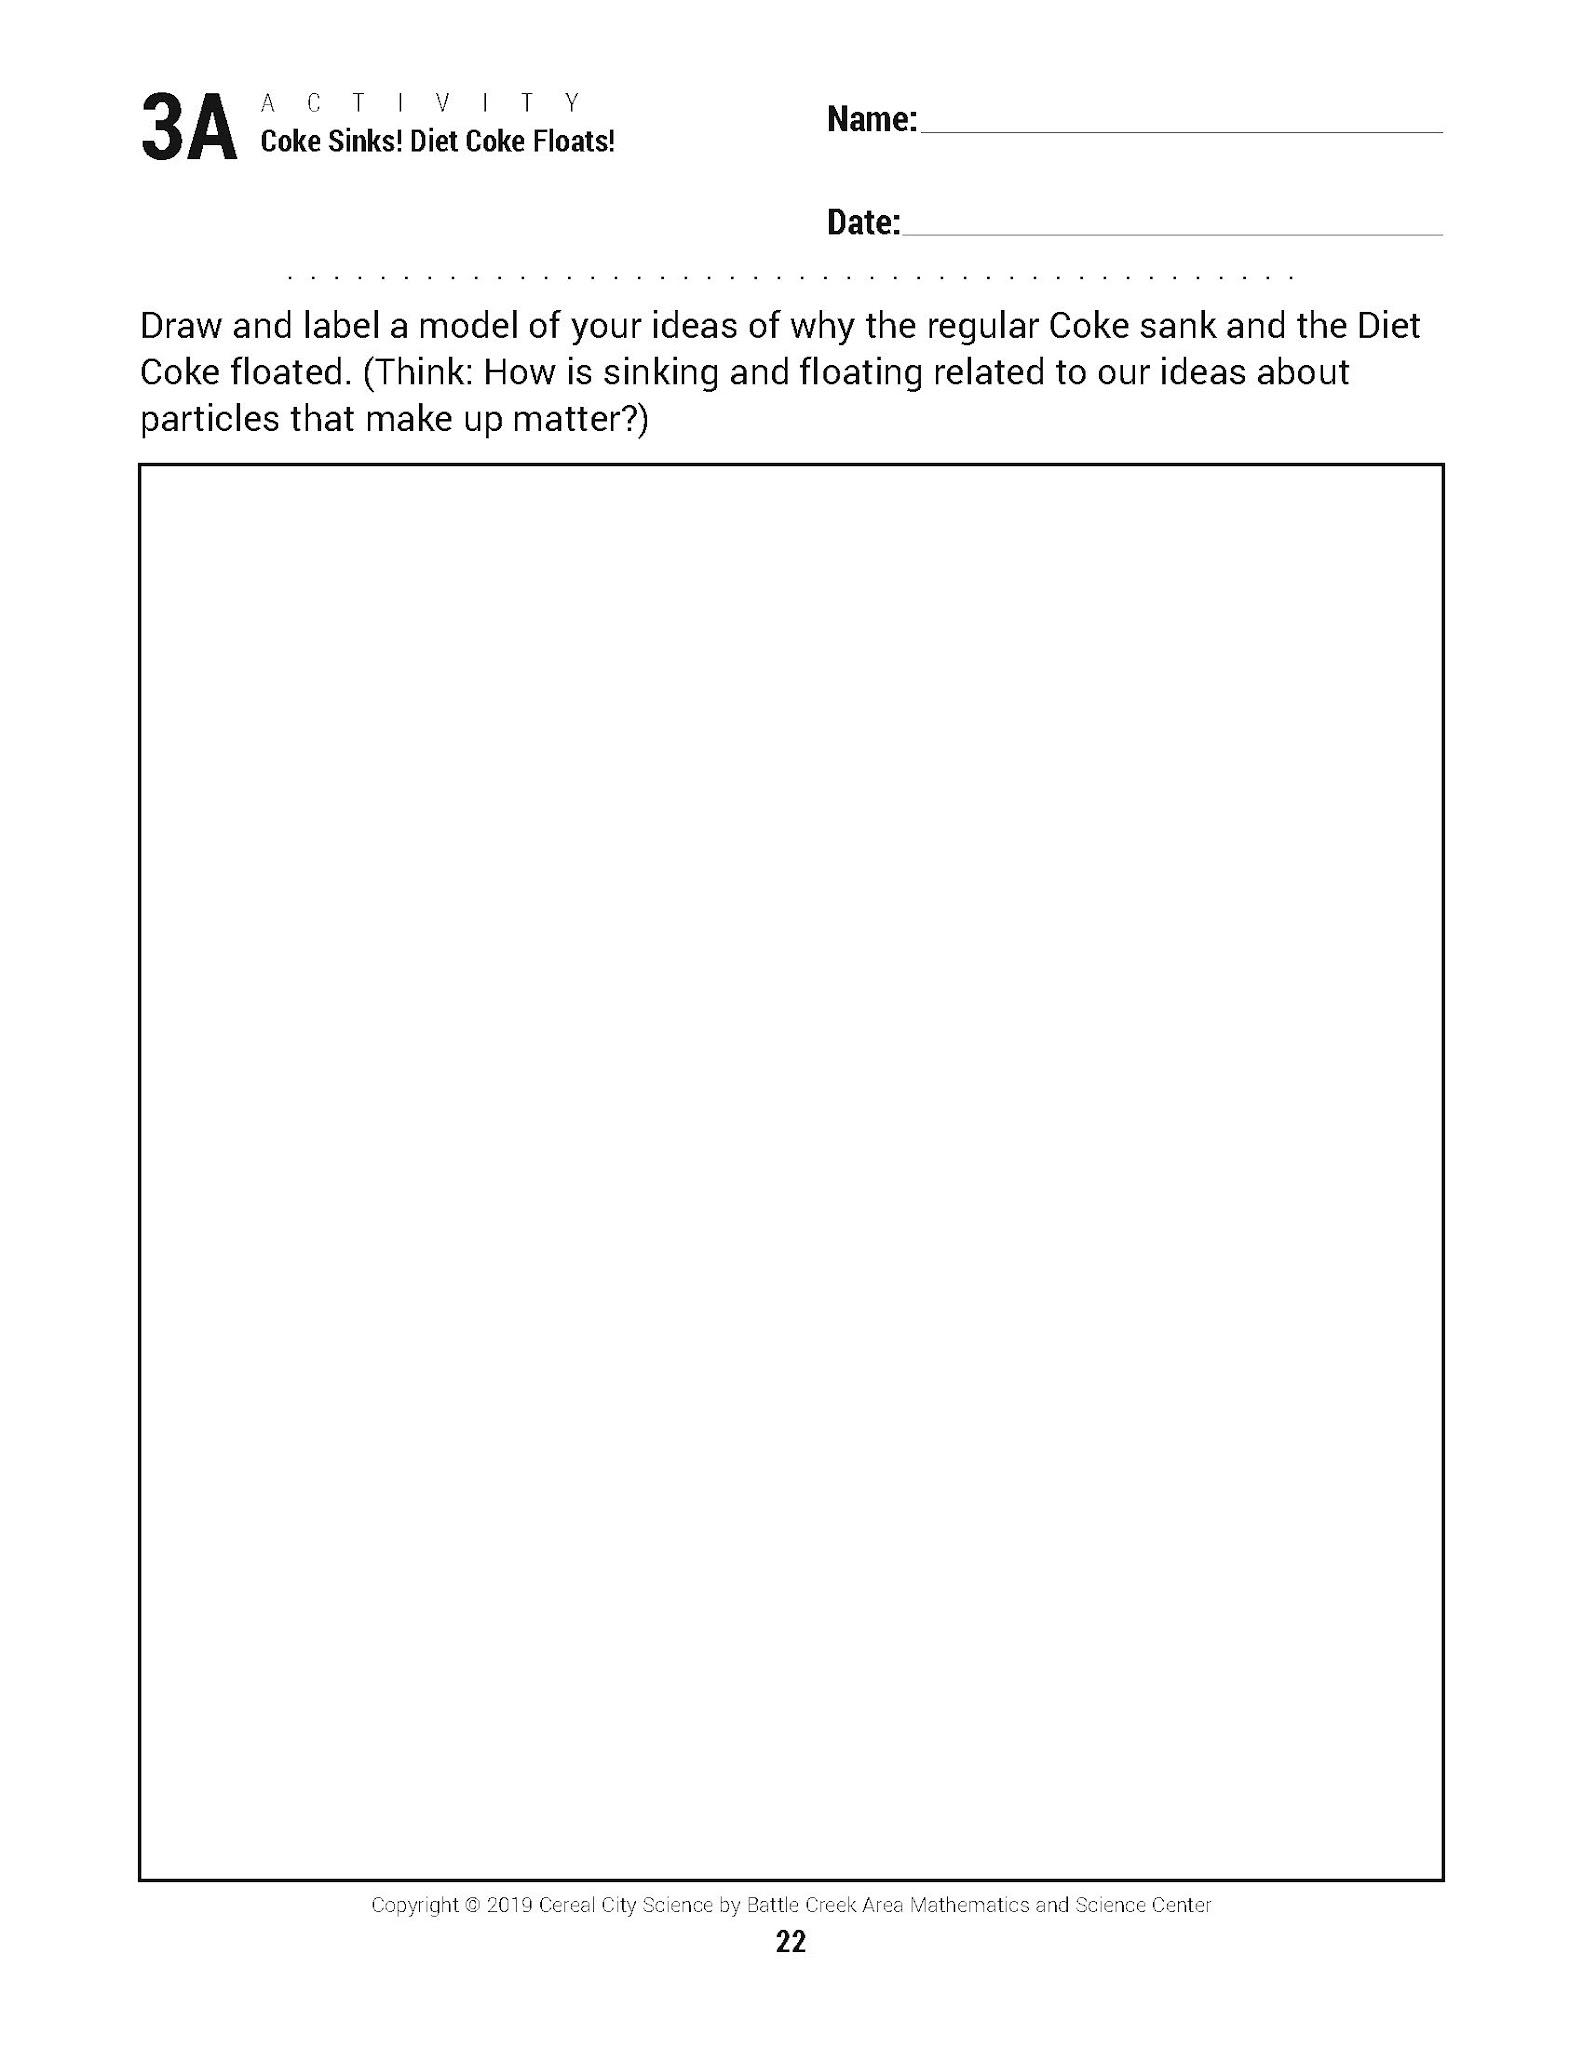 3A
A C T I V I T Y
Coke Sinks! Diet Coke Floats!
Name:
Date:
Draw and label a model of your ideas of why the regular Coke sank and the Diet
Coke floated. (Think: How is sinking and floating related to our ideas about
particles that make up matter?)
Copyright © 2019 Cereal City Science by Battle Creek Area Mathematics and Science Center
22